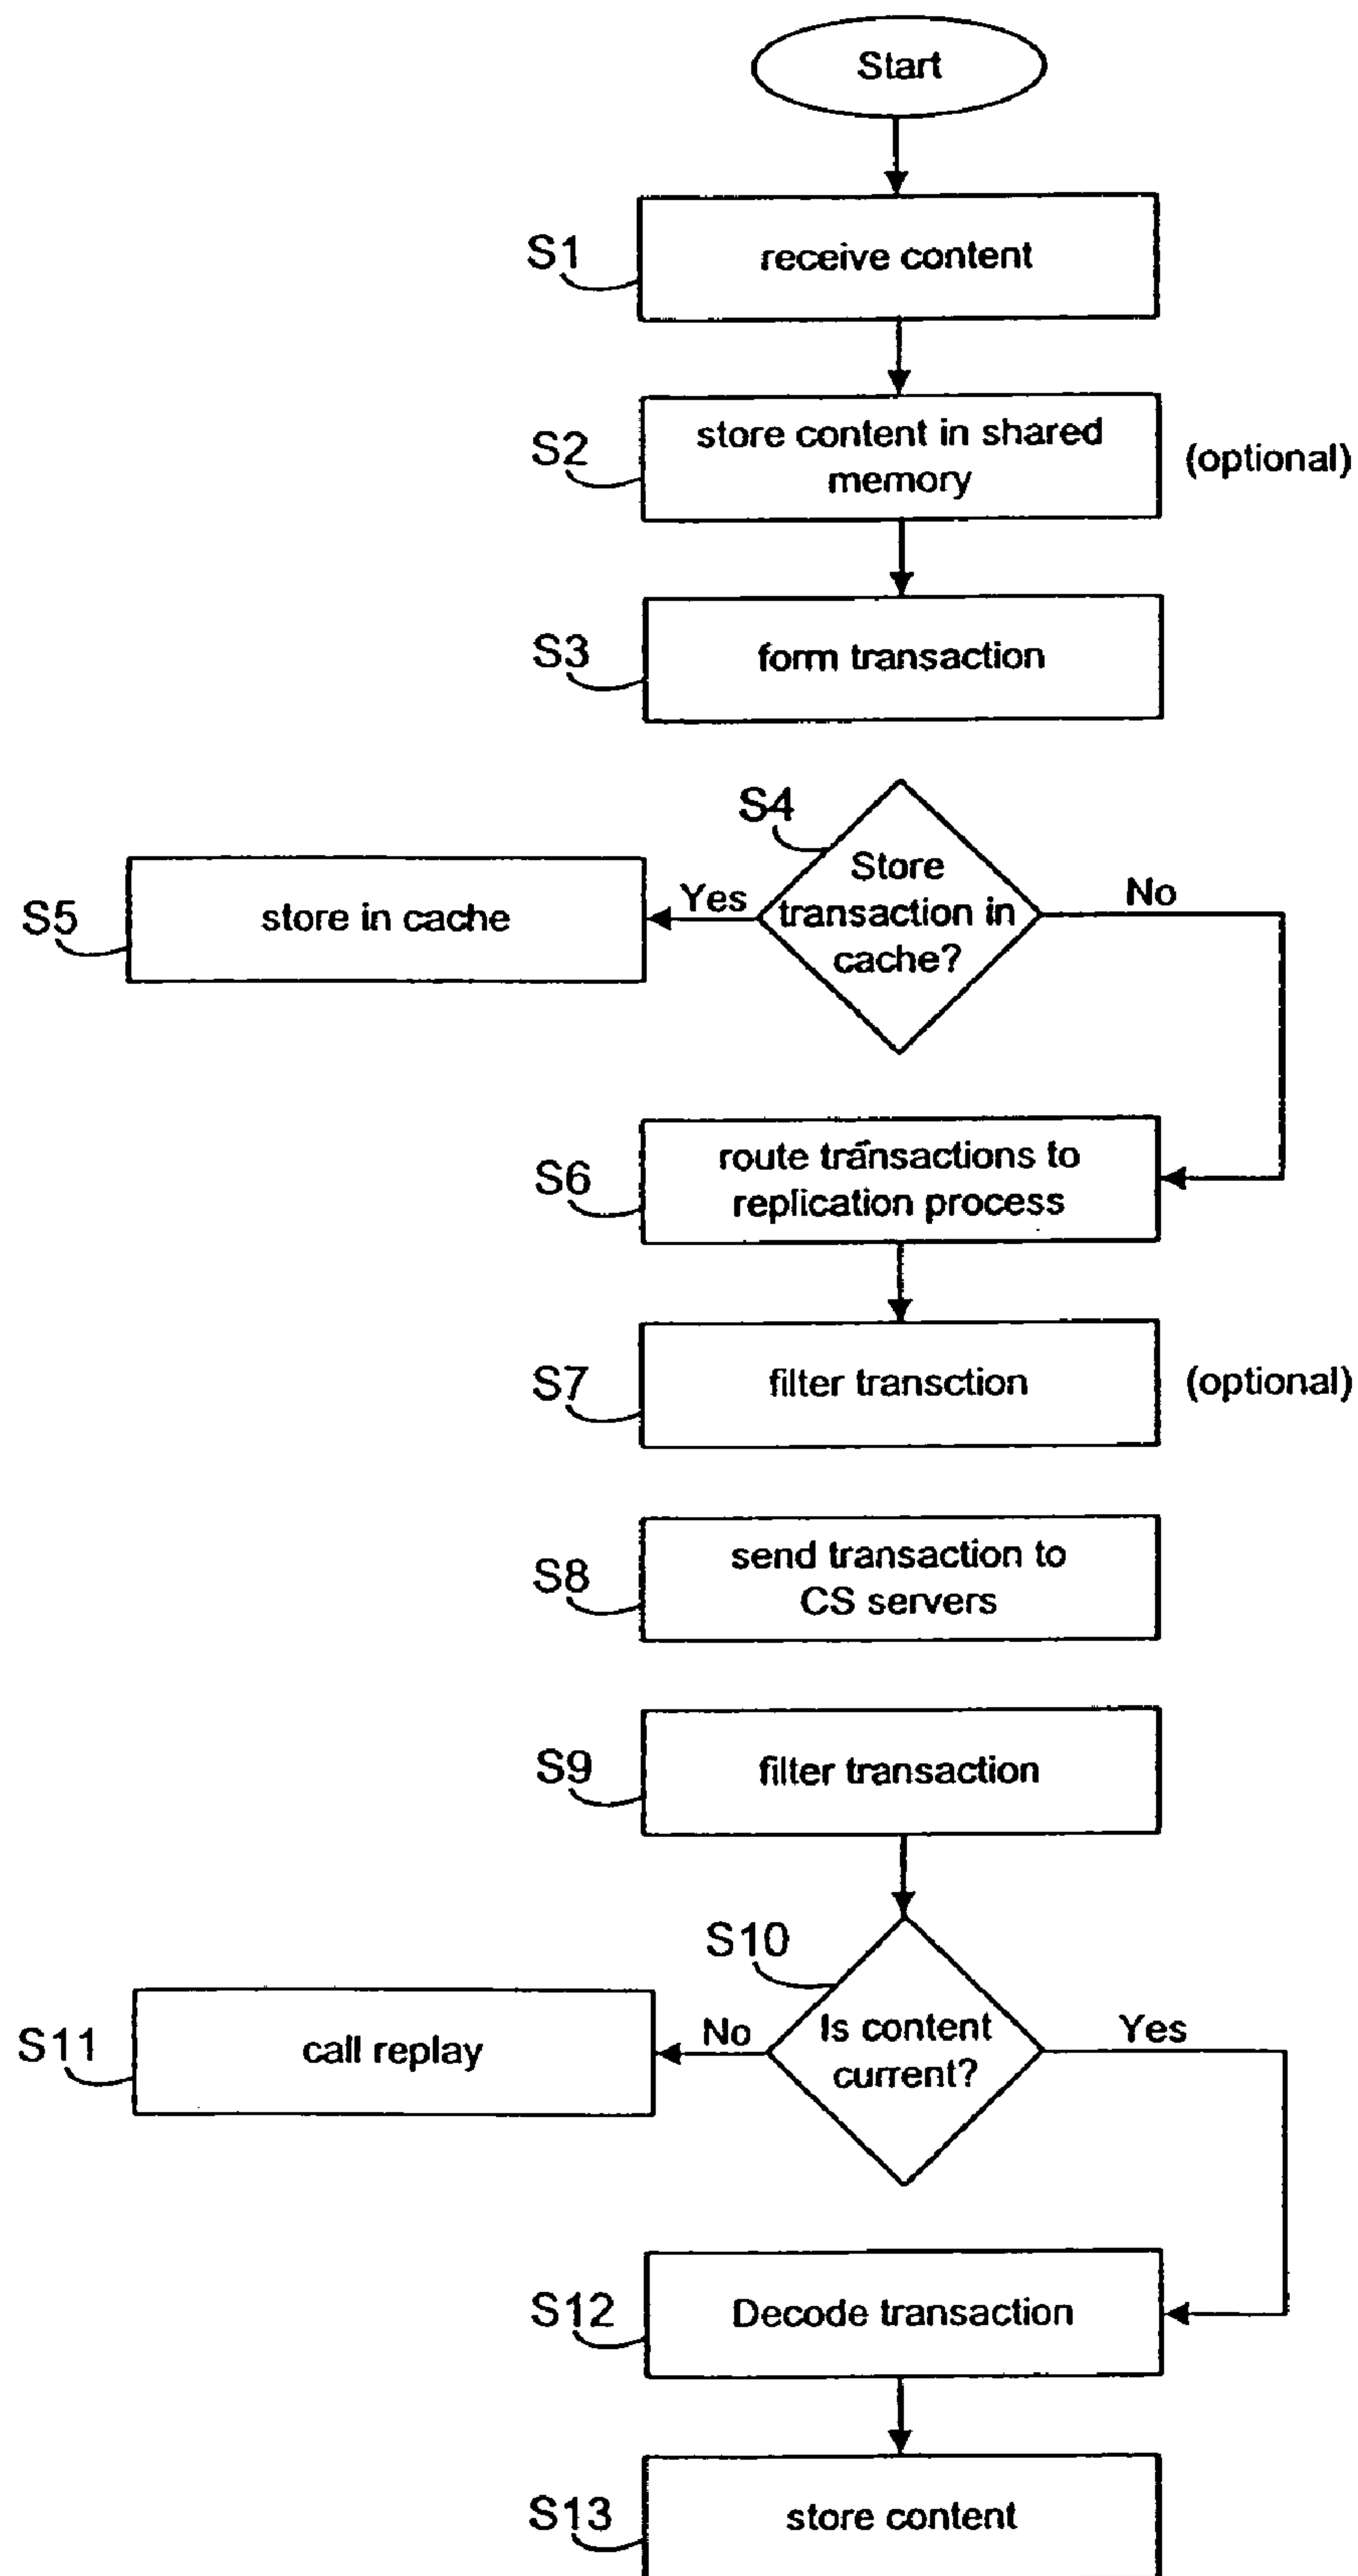 Start
S1
receive content
S2
store content in shared
memory
(optional)
S3
form transaction
S4
Store
transaction in
cache?
Yes
No
S5
store in cache
S6
route transactions to
replication process
S7
filter transction
(optional)
S8
send transaction to
CS servers
S9
filter transaction
S10
Is content
current?
No
Yes
S11
call replay
S12
Decode transaction
S13
store content